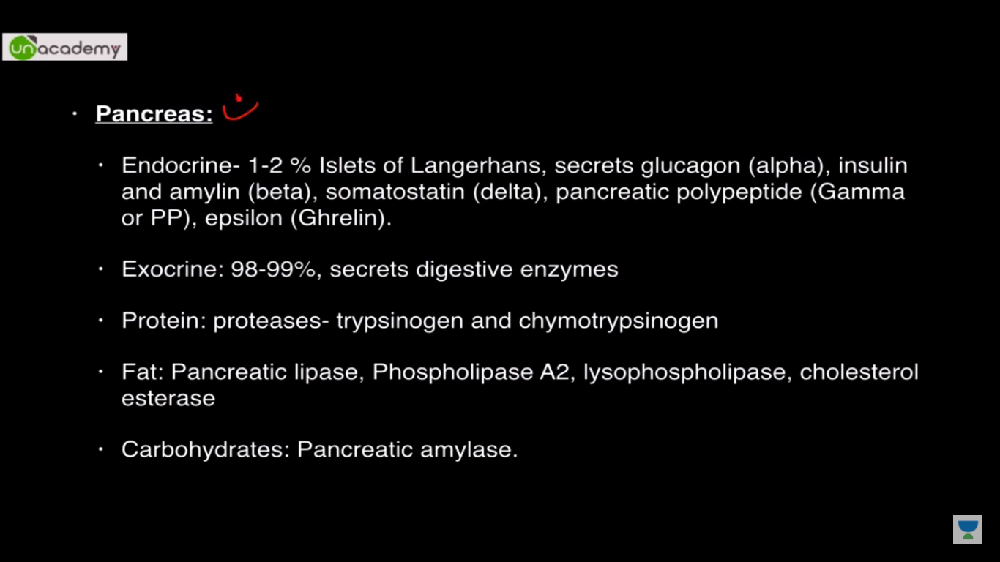 unacademy
· Pancreas:
· Endocrine- 1-2 % Islets of Langerhans, secrets glucagon (alpha), insulin
and amylin (beta), somatostatin (delta), pancreatic polypeptide (Gamma
or PP), epsilon (Ghrelin).
· Exocrine: 98-99%, secrets digestive enzymes
· Protein: proteases- trypsinogen and chymotrypsinogen
· Fat: Pancreatic lipase, Phospholipase A2, lysophospholipase, cholesterol
esterase
· Carbohydrates: Pancreatic amylase.